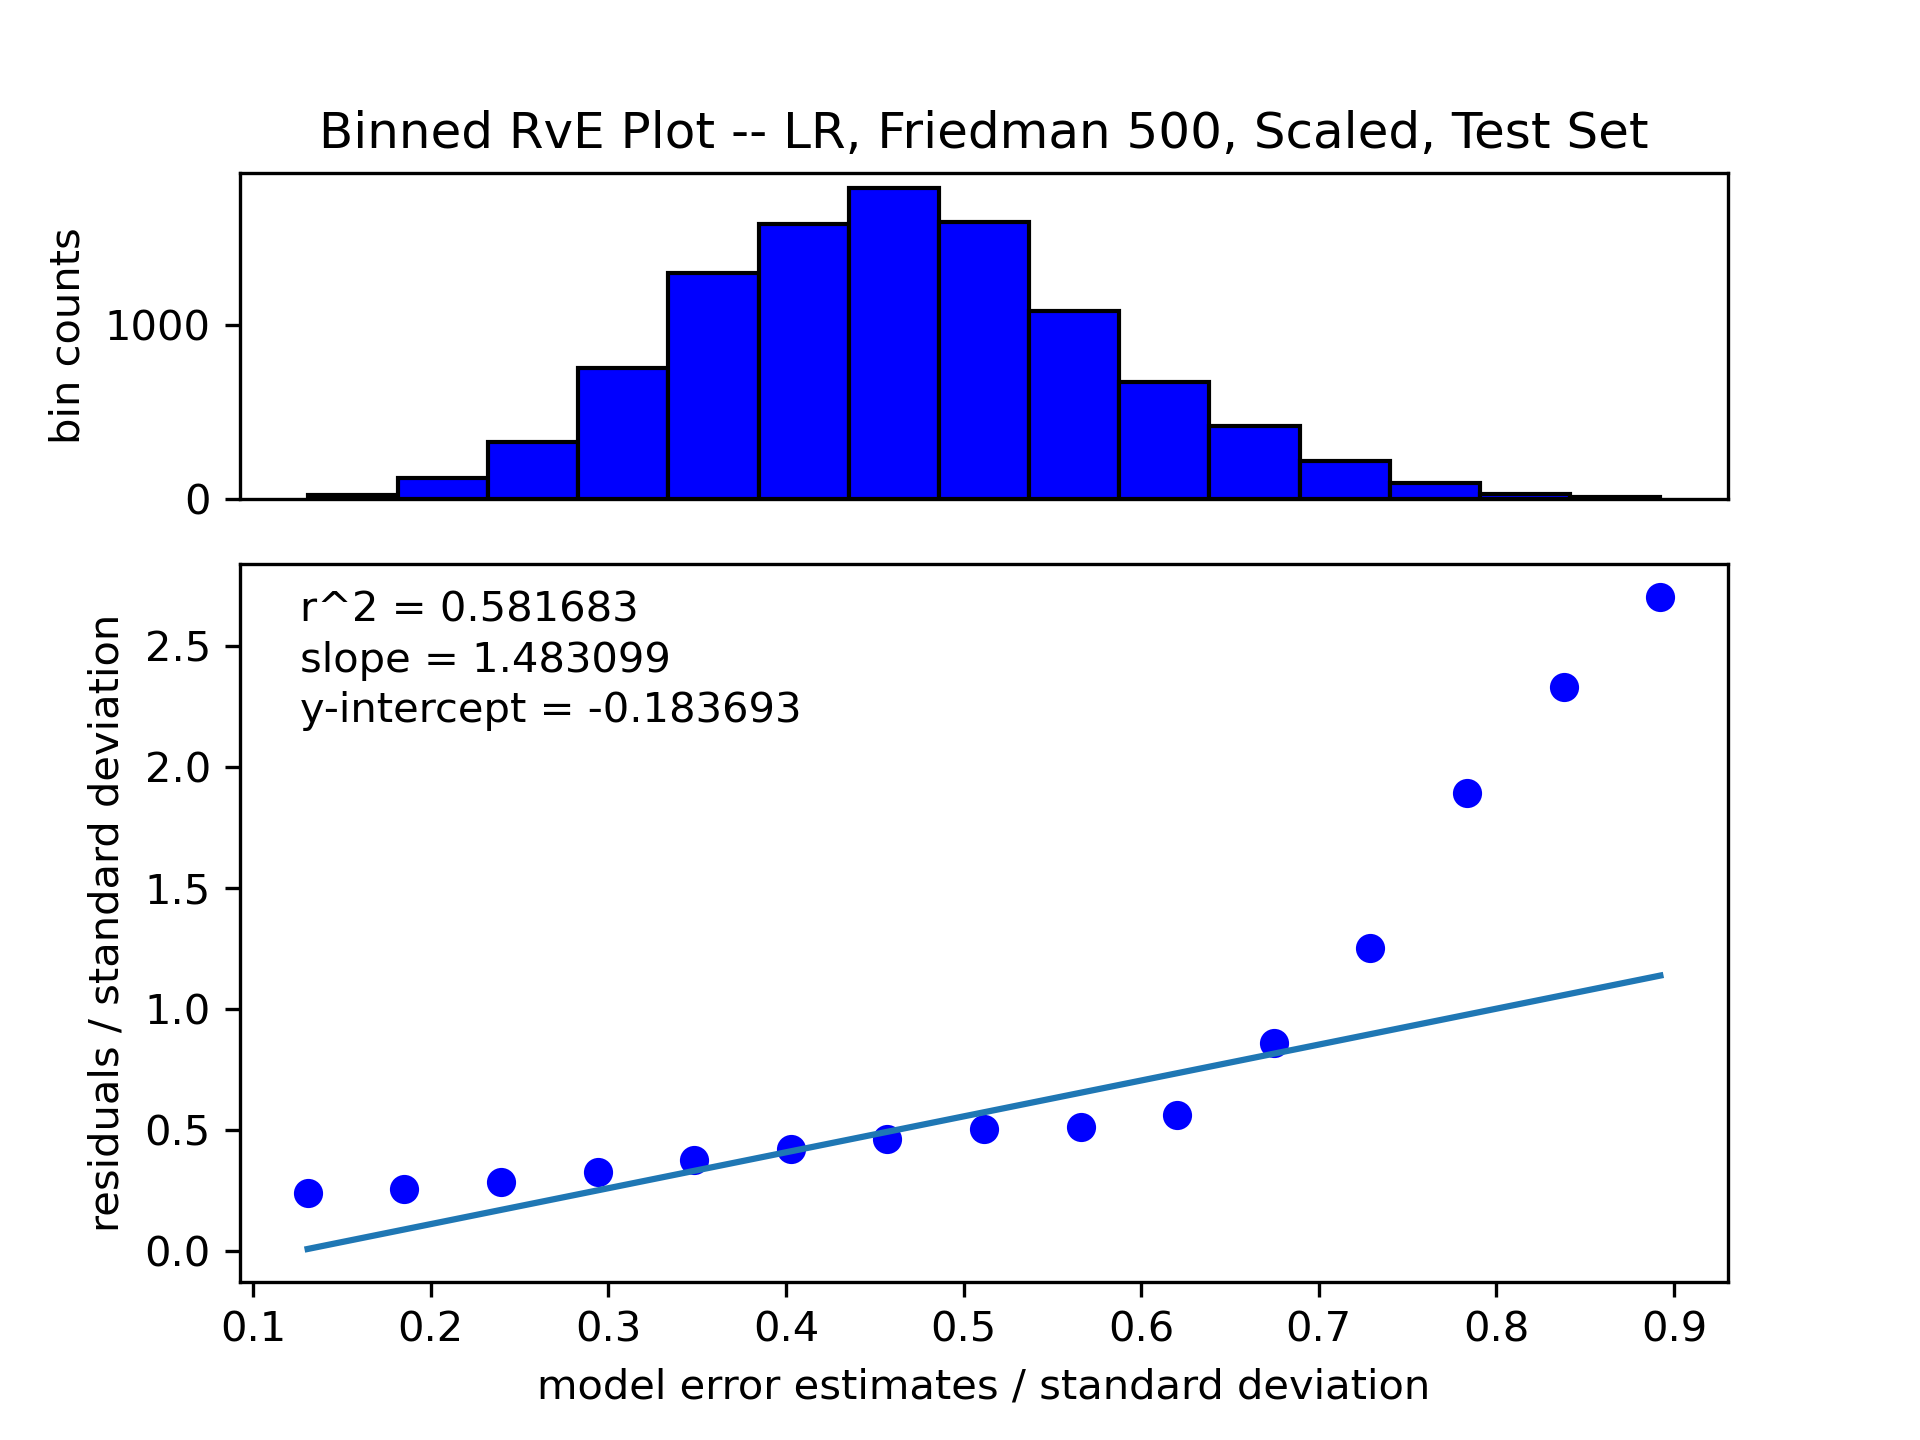 Binned RvE Plot -- LR, Friedman 500, Scaled, Test Set
bin counts
1000
0
r^2 = 0.581683
slope = 1.483099
y-intercept = -0.183693
residuals / standard deviation
2.5
2.0
1.5
1.0
0.5
0.0
0.1 0.2 0.3 0.4 0.5 0.6 0.7 0.8 0.9
model error estimates / standard deviation